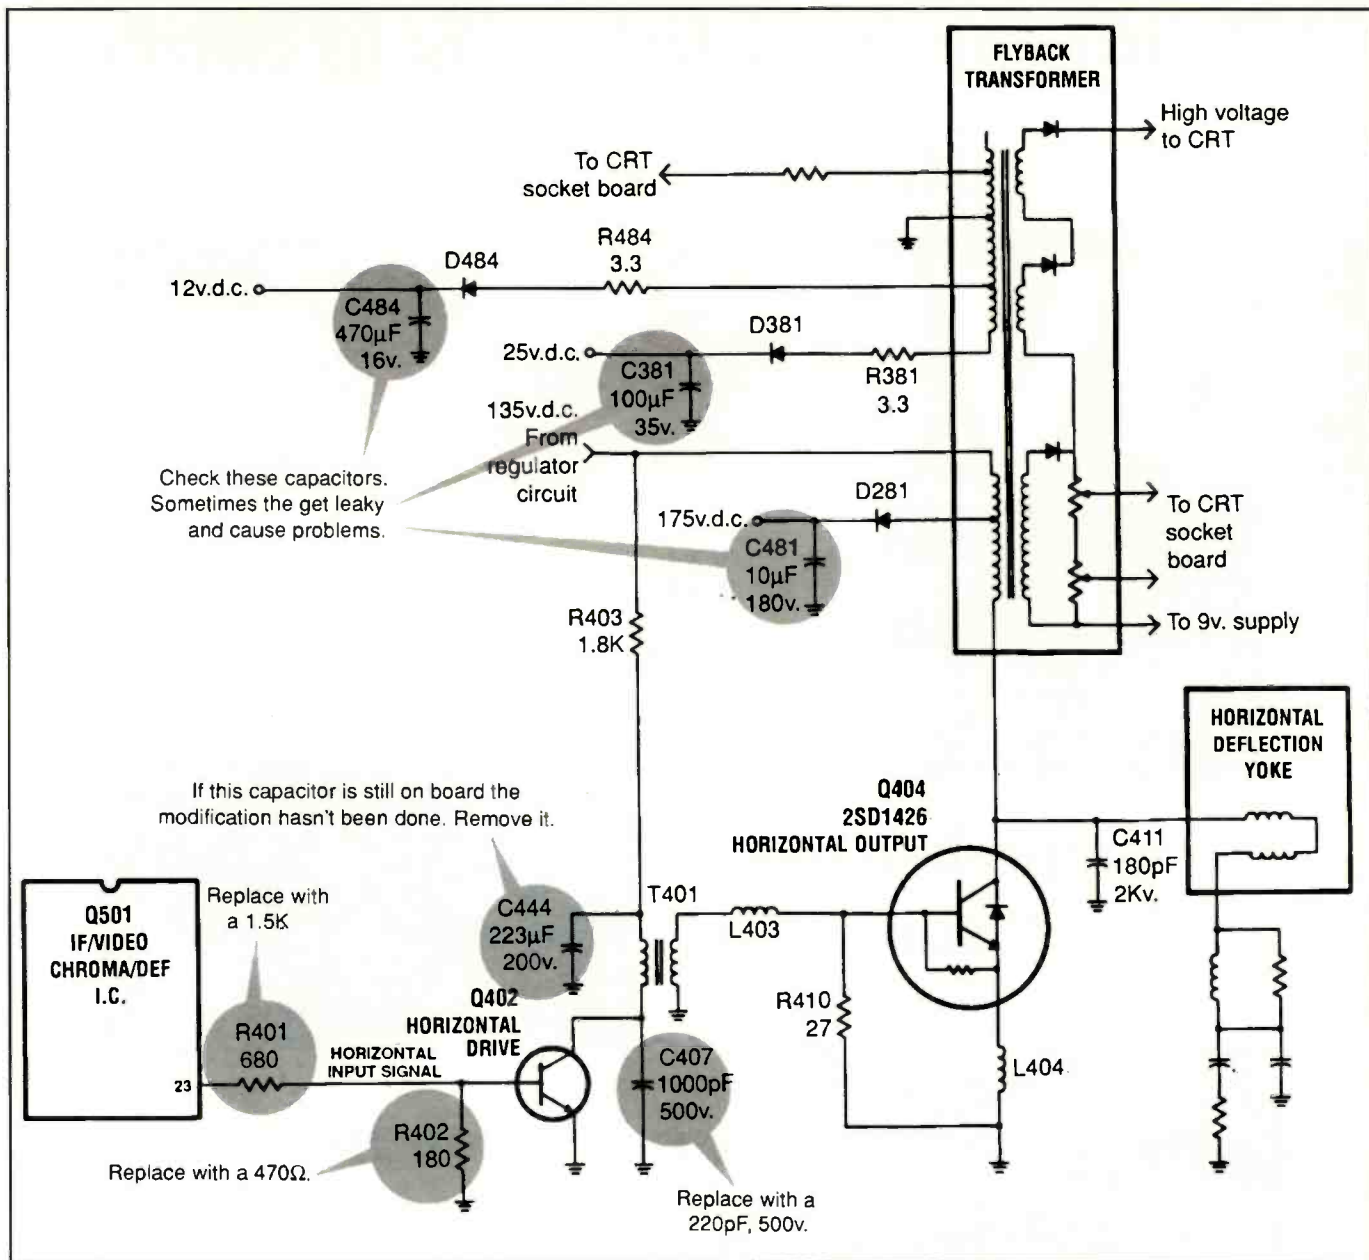 FLYBACK
TRANSFORMER
High voltage
to CRT
To CRT
socket board
R484
3.3
D484
12v.d.c.
C484
470µF
16v.
D381
25v.d.c.
C381
100µF
35v.
R381
3.3
135v.d.c.
From
regulator
circuit
Check these capacitors.
Sometimes the get leaky
and cause problems.
D281
175v.d.c.
C481
10µF
180v.
To CRT
socket
board
To 9v. supply
R403
1.8K
HORIZONTAL
DEFLECTION
YOKE
If this capacitor is still on board the
modification hasn't been done. Remove it.
Q404
2SD1426
HORIZONTAL OUTPUT
C411
180pF
2Kv.
Q501
IF/VIDEO
CHROMA/DEF
I.C.
Replace with
a 1.5K
C444
223µF
200v.
T401
L403
R401
680
23
HORIZONTAL
INPUT SIGNAL
Q402
HORIZONTAL
DRIVE
C407
1000pF
500v.
R410
27
L404
R402
180
Replace with a 470Ω.
Replace with a
220pF, 500v.